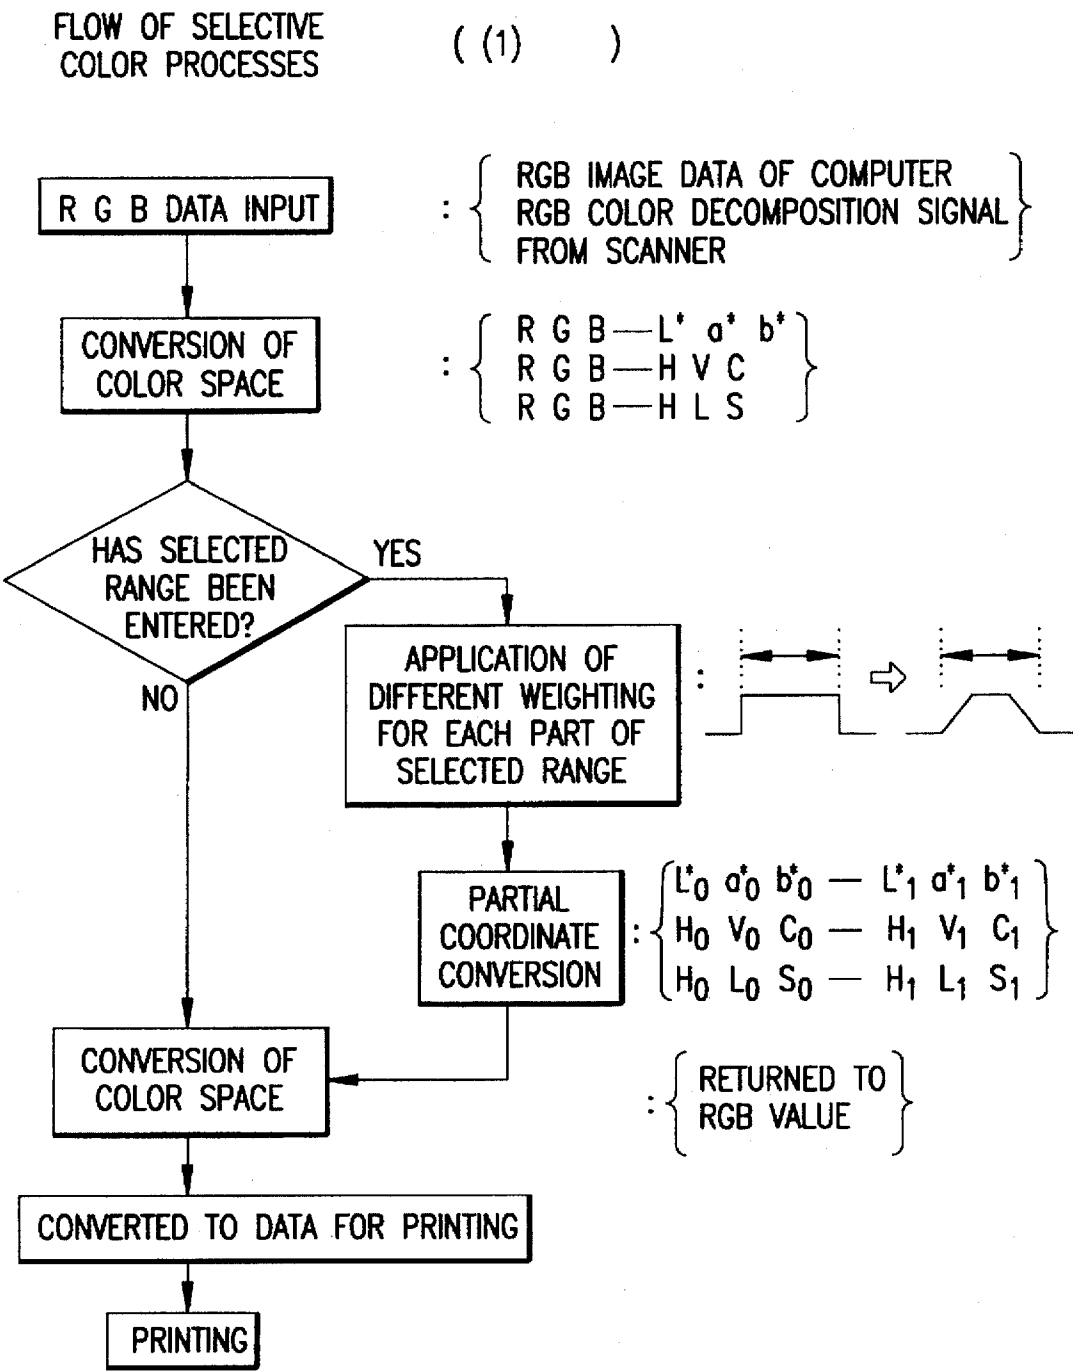 FLOW OF SELECTIVE
COLOR PROCESSES
( (1) )
R G B DATA INPUT
: { RGB IMAGE DATA OF COMPUTER
RGB COLOR DECOMPOSITION SIGNAL
FROM SCANNER }
CONVERSION OF
COLOR SPACE
: { R G B — L* a* b*
R G B — H V C
R G B — H L S }
HAS SELECTED
RANGE BEEN
ENTERED?
YES
NO
APPLICATION OF
DIFFERENT WEIGHTING
FOR EACH PART OF
SELECTED RANGE
:
PARTIAL
COORDINATE
CONVERSION
: { L*0 a*0 b*0 — L*1 a*1 b*1
H0 V0 C0 — H1 V1 C1
H0 L0 S0 — H1 L1 S1 }
CONVERSION OF
COLOR SPACE
: { RETURNED TO
RGB VALUE }
CONVERTED TO DATA FOR PRINTING
PRINTING